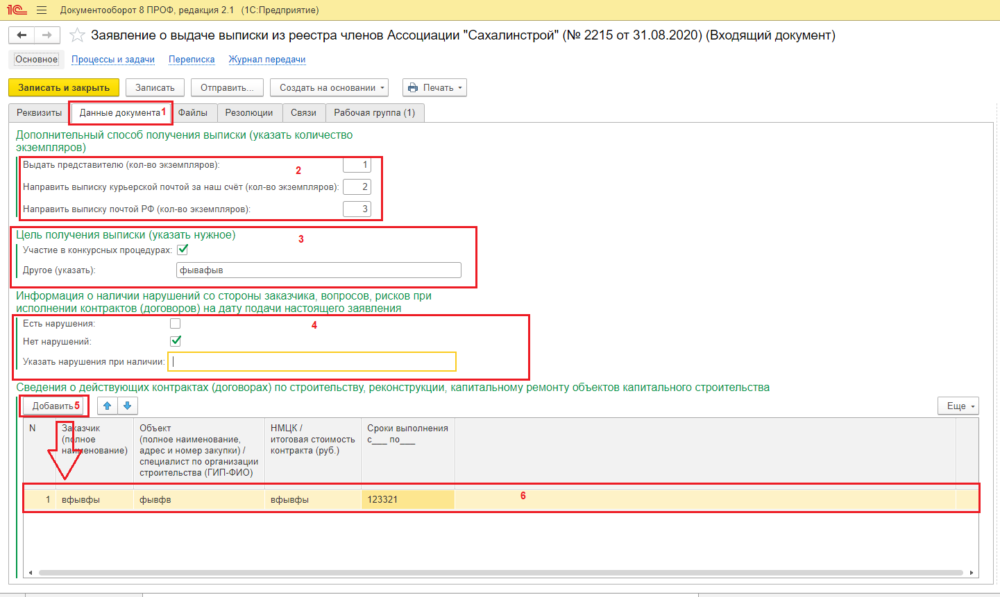 1С Документооборот 8 ПРОФ, редакция 2.1 (1С:Предприятие)
Заявление о выдаче выписки из реестра членов Ассоциации "Сахалинстрой" (№ 2215 от 31.08.2020) (Входящий документ)
Основное Процессы и задачи Переписка Журнал передачи
Записать и закрыть Записать Отправить... Создать на основании Печать
Реквизиты Данные документа 1 Файлы Резолюции Связи Рабочая группа (1)
Дополнительный способ получения выписки (указать количество
экземпляров)
Выдать представителю (кол-во экземпляров): 1
2
Направить выписку курьерской почтой за наш счёт (кол-во экземпляров): 2
Направить выписку почтой РФ (кол-во экземпляров): 3
Цель получения выписки (указать нужное)
3
Участие в конкурсных процедурах:
Другое (указать): фывафыв
Информация о наличии нарушений со стороны заказчика, вопросов, рисков при
исполнении контрактов (договоров) на дату подачи настоящего заявления
Есть нарушения: 4
Нет нарушений:
Указать нарушения при наличии:
Сведения о действующих контрактах (договорах) по строительству, реконструкции, капитальному ремонту объектов капитального строительства
Добавить 5 Еще
N
Заказчик
(полное
наименование)
Объект
(полное наименование,
адрес и номер закупки) /
специалист по организации
строительства (ГИП-ФИО)
НМЦК /
итоговая стоимость
контракта (руб.)
Сроки выполнения
с___ по___
1 вфывфы фывфв вфывфы 123321 6